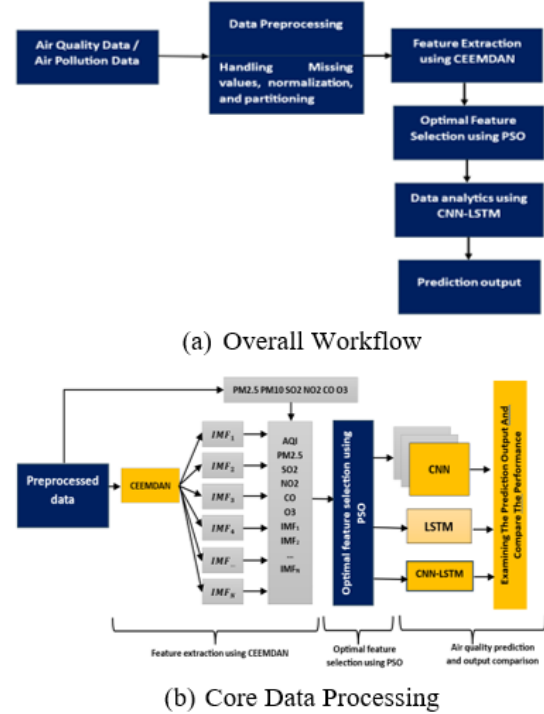 Air Quality Data /
Air Pollution Data
Data Preprocessing
Handling Missing
values, normalization,
and partitioning
Feature Extraction
using CEEMDAN
Optimal Feature
Selection using PSO
Data analytics using
CNN-LSTM
Prediction output
(a) Overall Workflow
PM2.5 PM10 SO2 NO2 CO O3
Preprocessed
data
CEEMDAN
IMF₁
IMF₂
IMF₃
IMF₄
IMF...
IMF_N
AQI
PM2.5
SO2
NO2
CO
O3
IMF₁
IMF₂
...
IMF_N
Optimal feature selection using
PSO
CNN
LSTM
CNN-LSTM
Examining The Prediction Output And
Compare The Performance
Feature extraction using CEEMDAN
Optimal feature
selection using PSO
Air quality prediction
and output comparison
(b) Core Data Processing